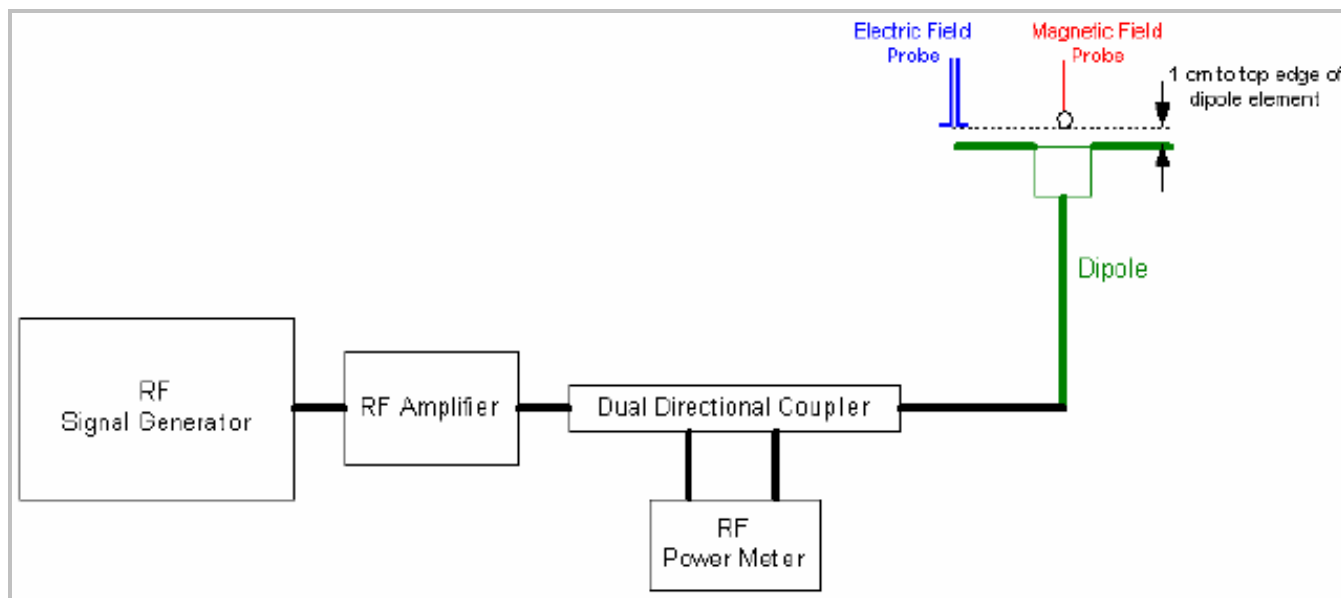 Electric Field
Probe
Magnetic Field
Probe
1 cm to top edge of
dipole element
Dipole
RF
Signal Generator
RF Amplifier
Dual Directional Coupler
RF
Power Meter